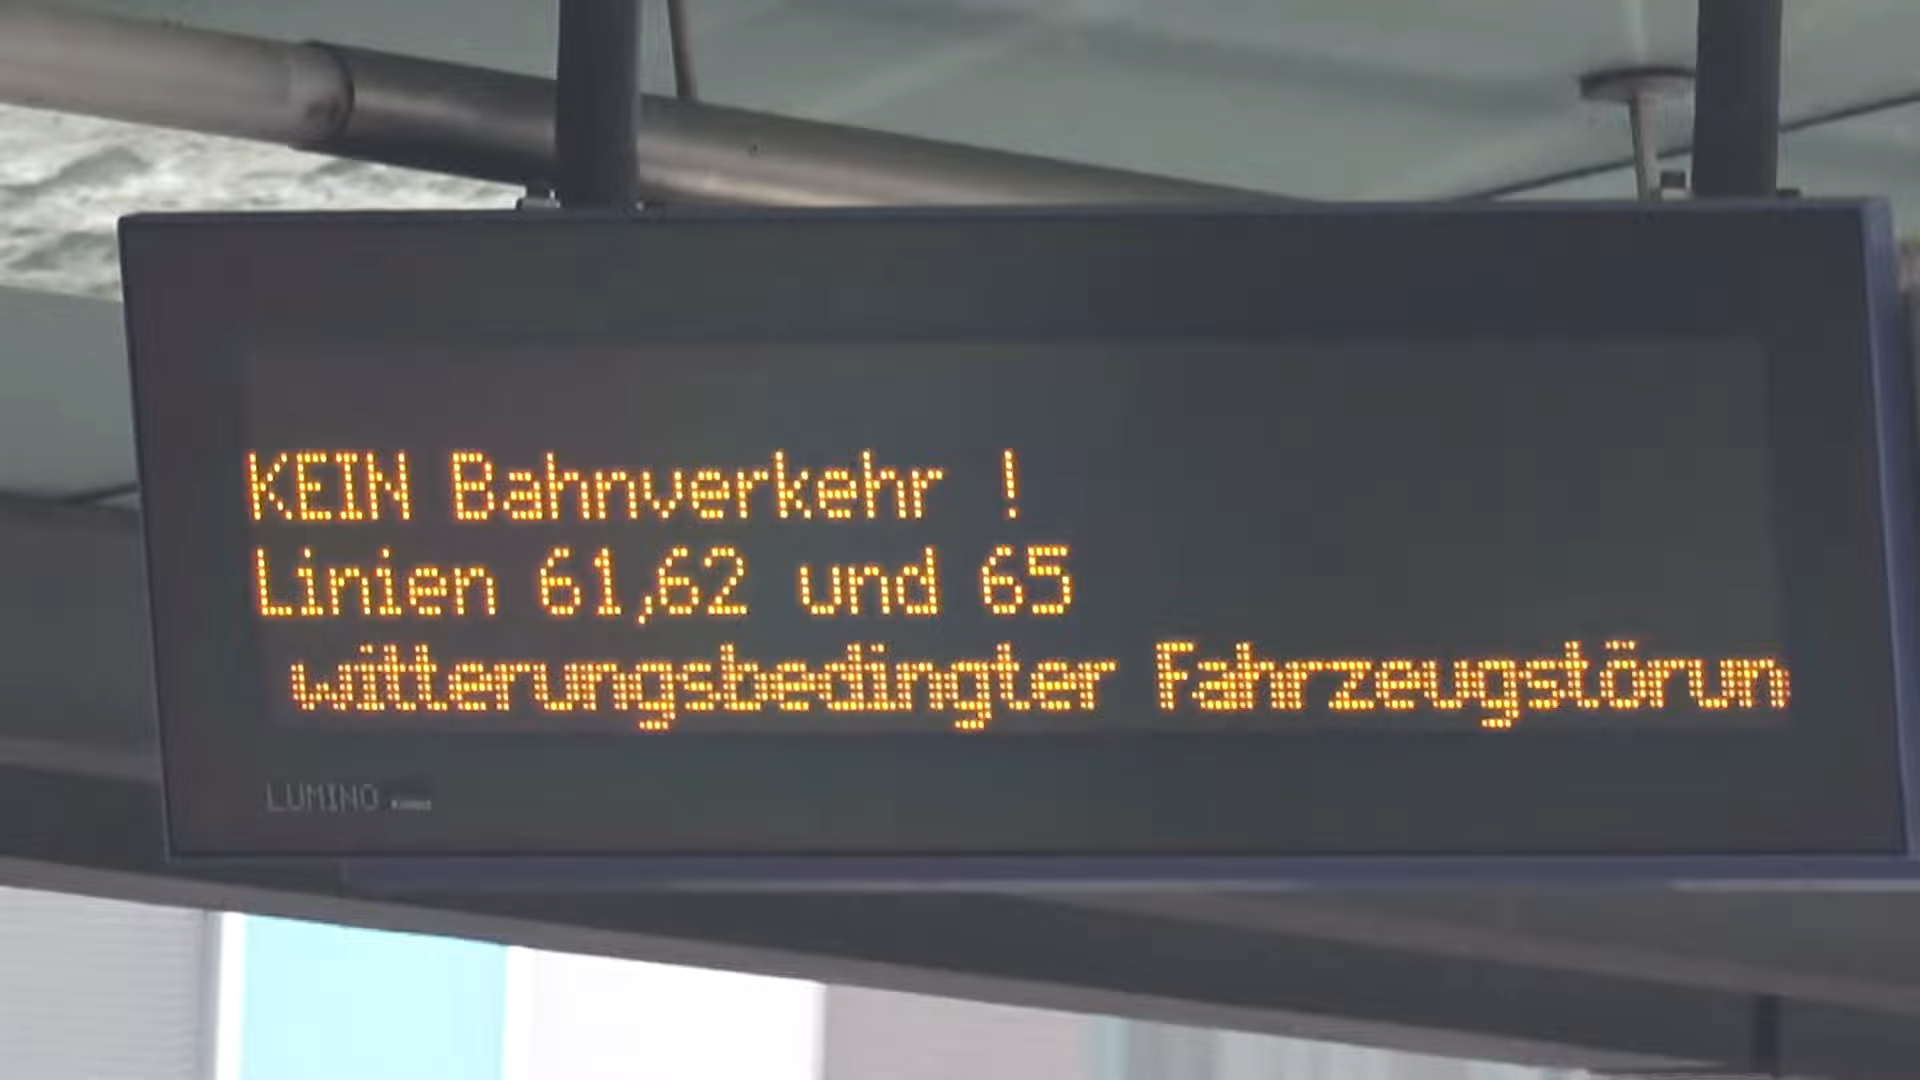 KEIN Bahnverkehr !
Linien 61,62 und 65
witterungsbedingter Fahrzeugstörun
LUMINO